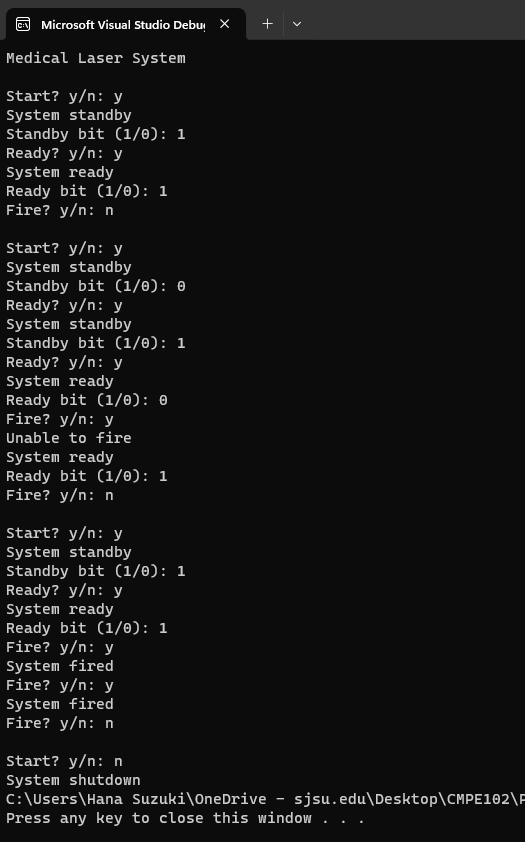 Microsoft Visual Studio Debu
Medical Laser System
Start? y/n: y
System standby
Standby bit (1/0): 1
Ready? y/n: y
System ready
Ready bit (1/0): 1
Fire? y/n: n
Start? y/n: y
System standby
Standby bit (1/0): 0
Ready? y/n: y
System standby
Standby bit (1/0): 1
Ready? y/n: y
System ready
Ready bit (1/0): 0
Fire? y/n: y
Unable to fire
System ready
Ready bit (1/0): 1
Fire? y/n: n
Start? y/n: y
System standby
Standby bit (1/0): 1
Ready? y/n: y
System ready
Ready bit (1/0): 1
Fire? y/n: y
System fired
Fire? y/n: y
System fired
Fire? y/n: n
Start? y/n: n
System shutdown
C:\Users\Hana Suzuki\OneDrive - sjsu.edu\Desktop\CMPE102\P
Press any key to close this window . . .